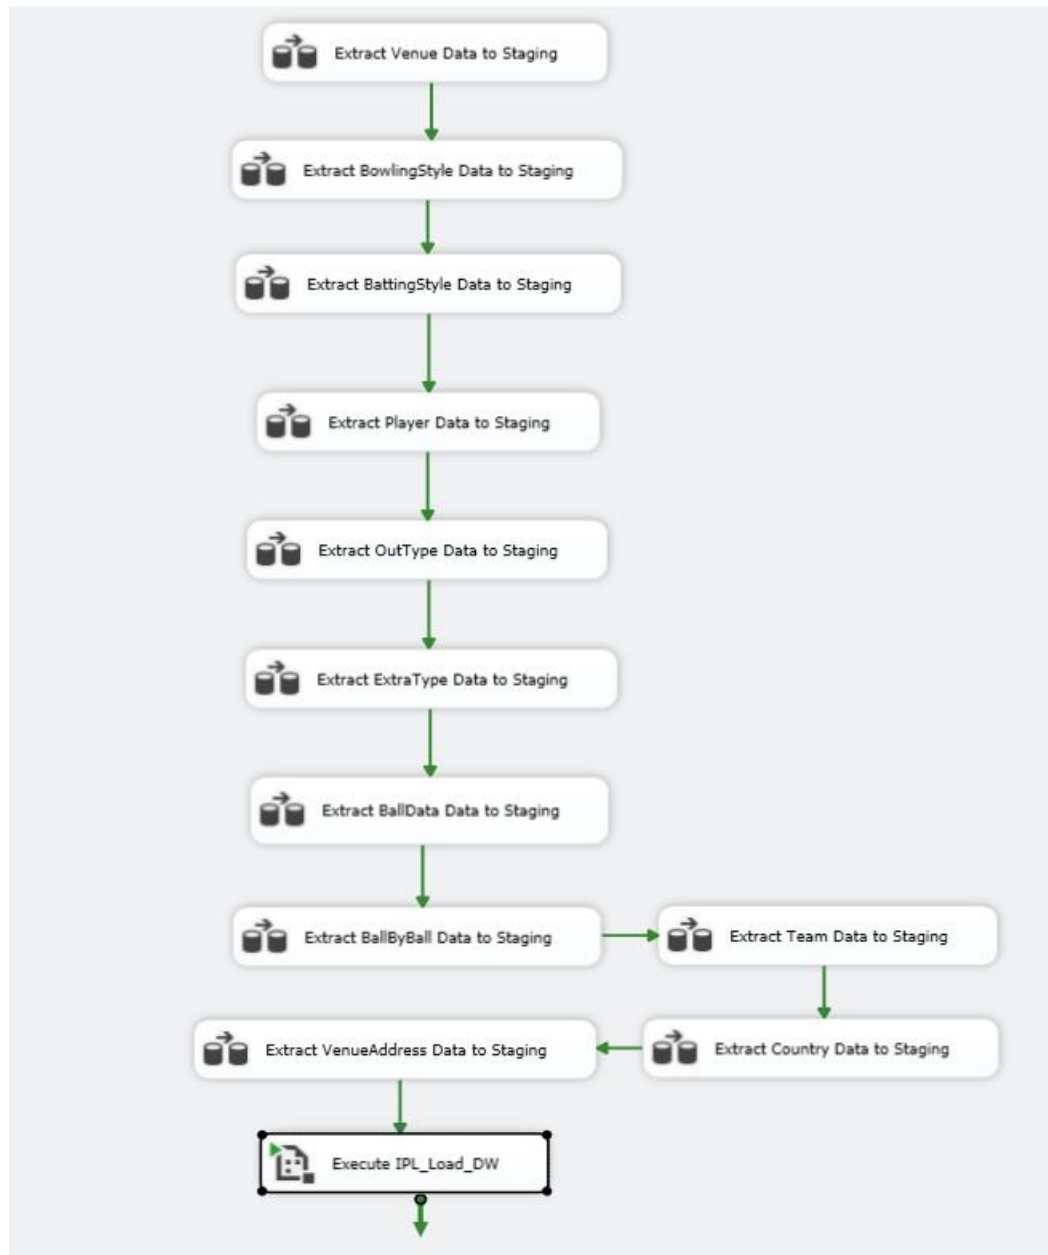 Extract Venue Data to Staging
Extract BowlingStyle Data to Staging
Extract BattingStyle Data to Staging
Extract Player Data to Staging
Extract OutType Data to Staging
Extract ExtraType Data to Staging
Extract BallData Data to Staging
Extract BallByBall Data to Staging
Extract Team Data to Staging
Extract Country Data to Staging
Extract VenueAddress Data to Staging
Execute IPL_Load_DW